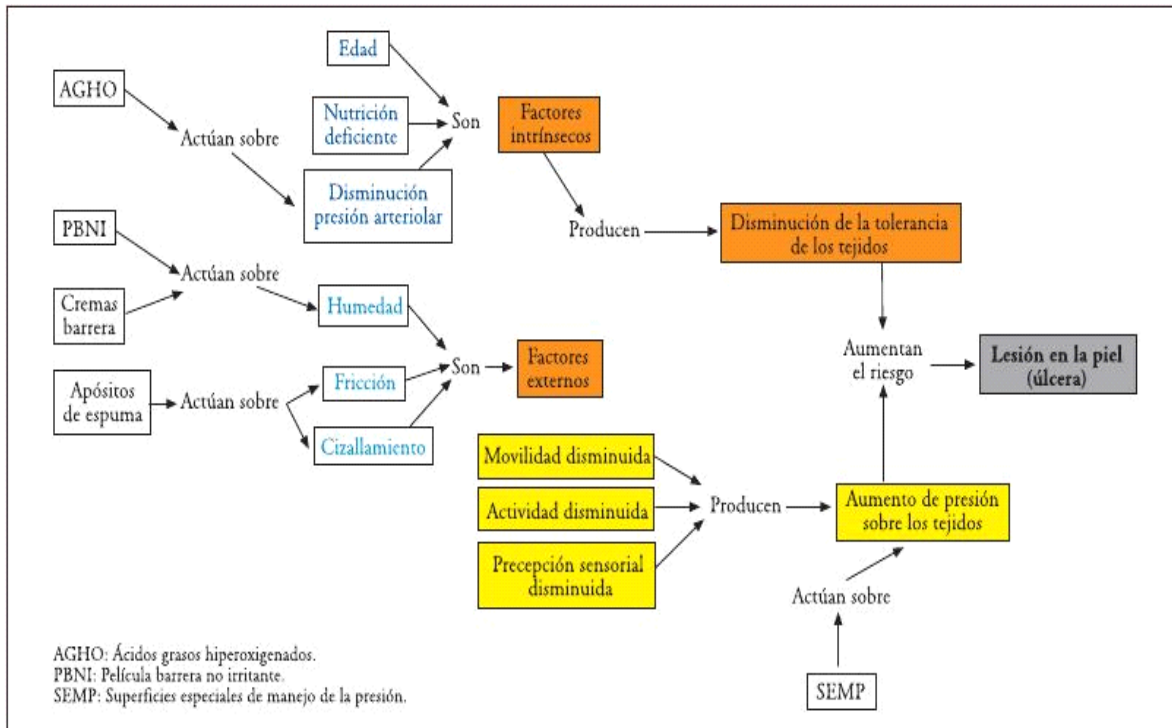 Edad
AGHO
Actúan sobre
Nutrición
deficiente
Son
Factores
intrínsecos
Disminución
presión arteriolar
Producen
Disminución de la tolerancia
de los tejidos
PBNI
Actúan sobre
Cremas
barrera
Humedad
Son
Factores
externos
Aumentan
el riesgo
Lesión en la piel
(úlcera)
Apósitos
de espuma
Actúan sobre
Fricción
Cizallamiento
Movilidad disminuida
Actividad disminuida
Precepción sensorial
disminuida
Producen
Aumento de presión
sobre los tejidos
Actúan sobre
SEMP
AGHO: Ácidos grasos hiperoxigenados.
PBNI: Película barrera no irritante.
SEMP: Superficies especiales de manejo de la presión.